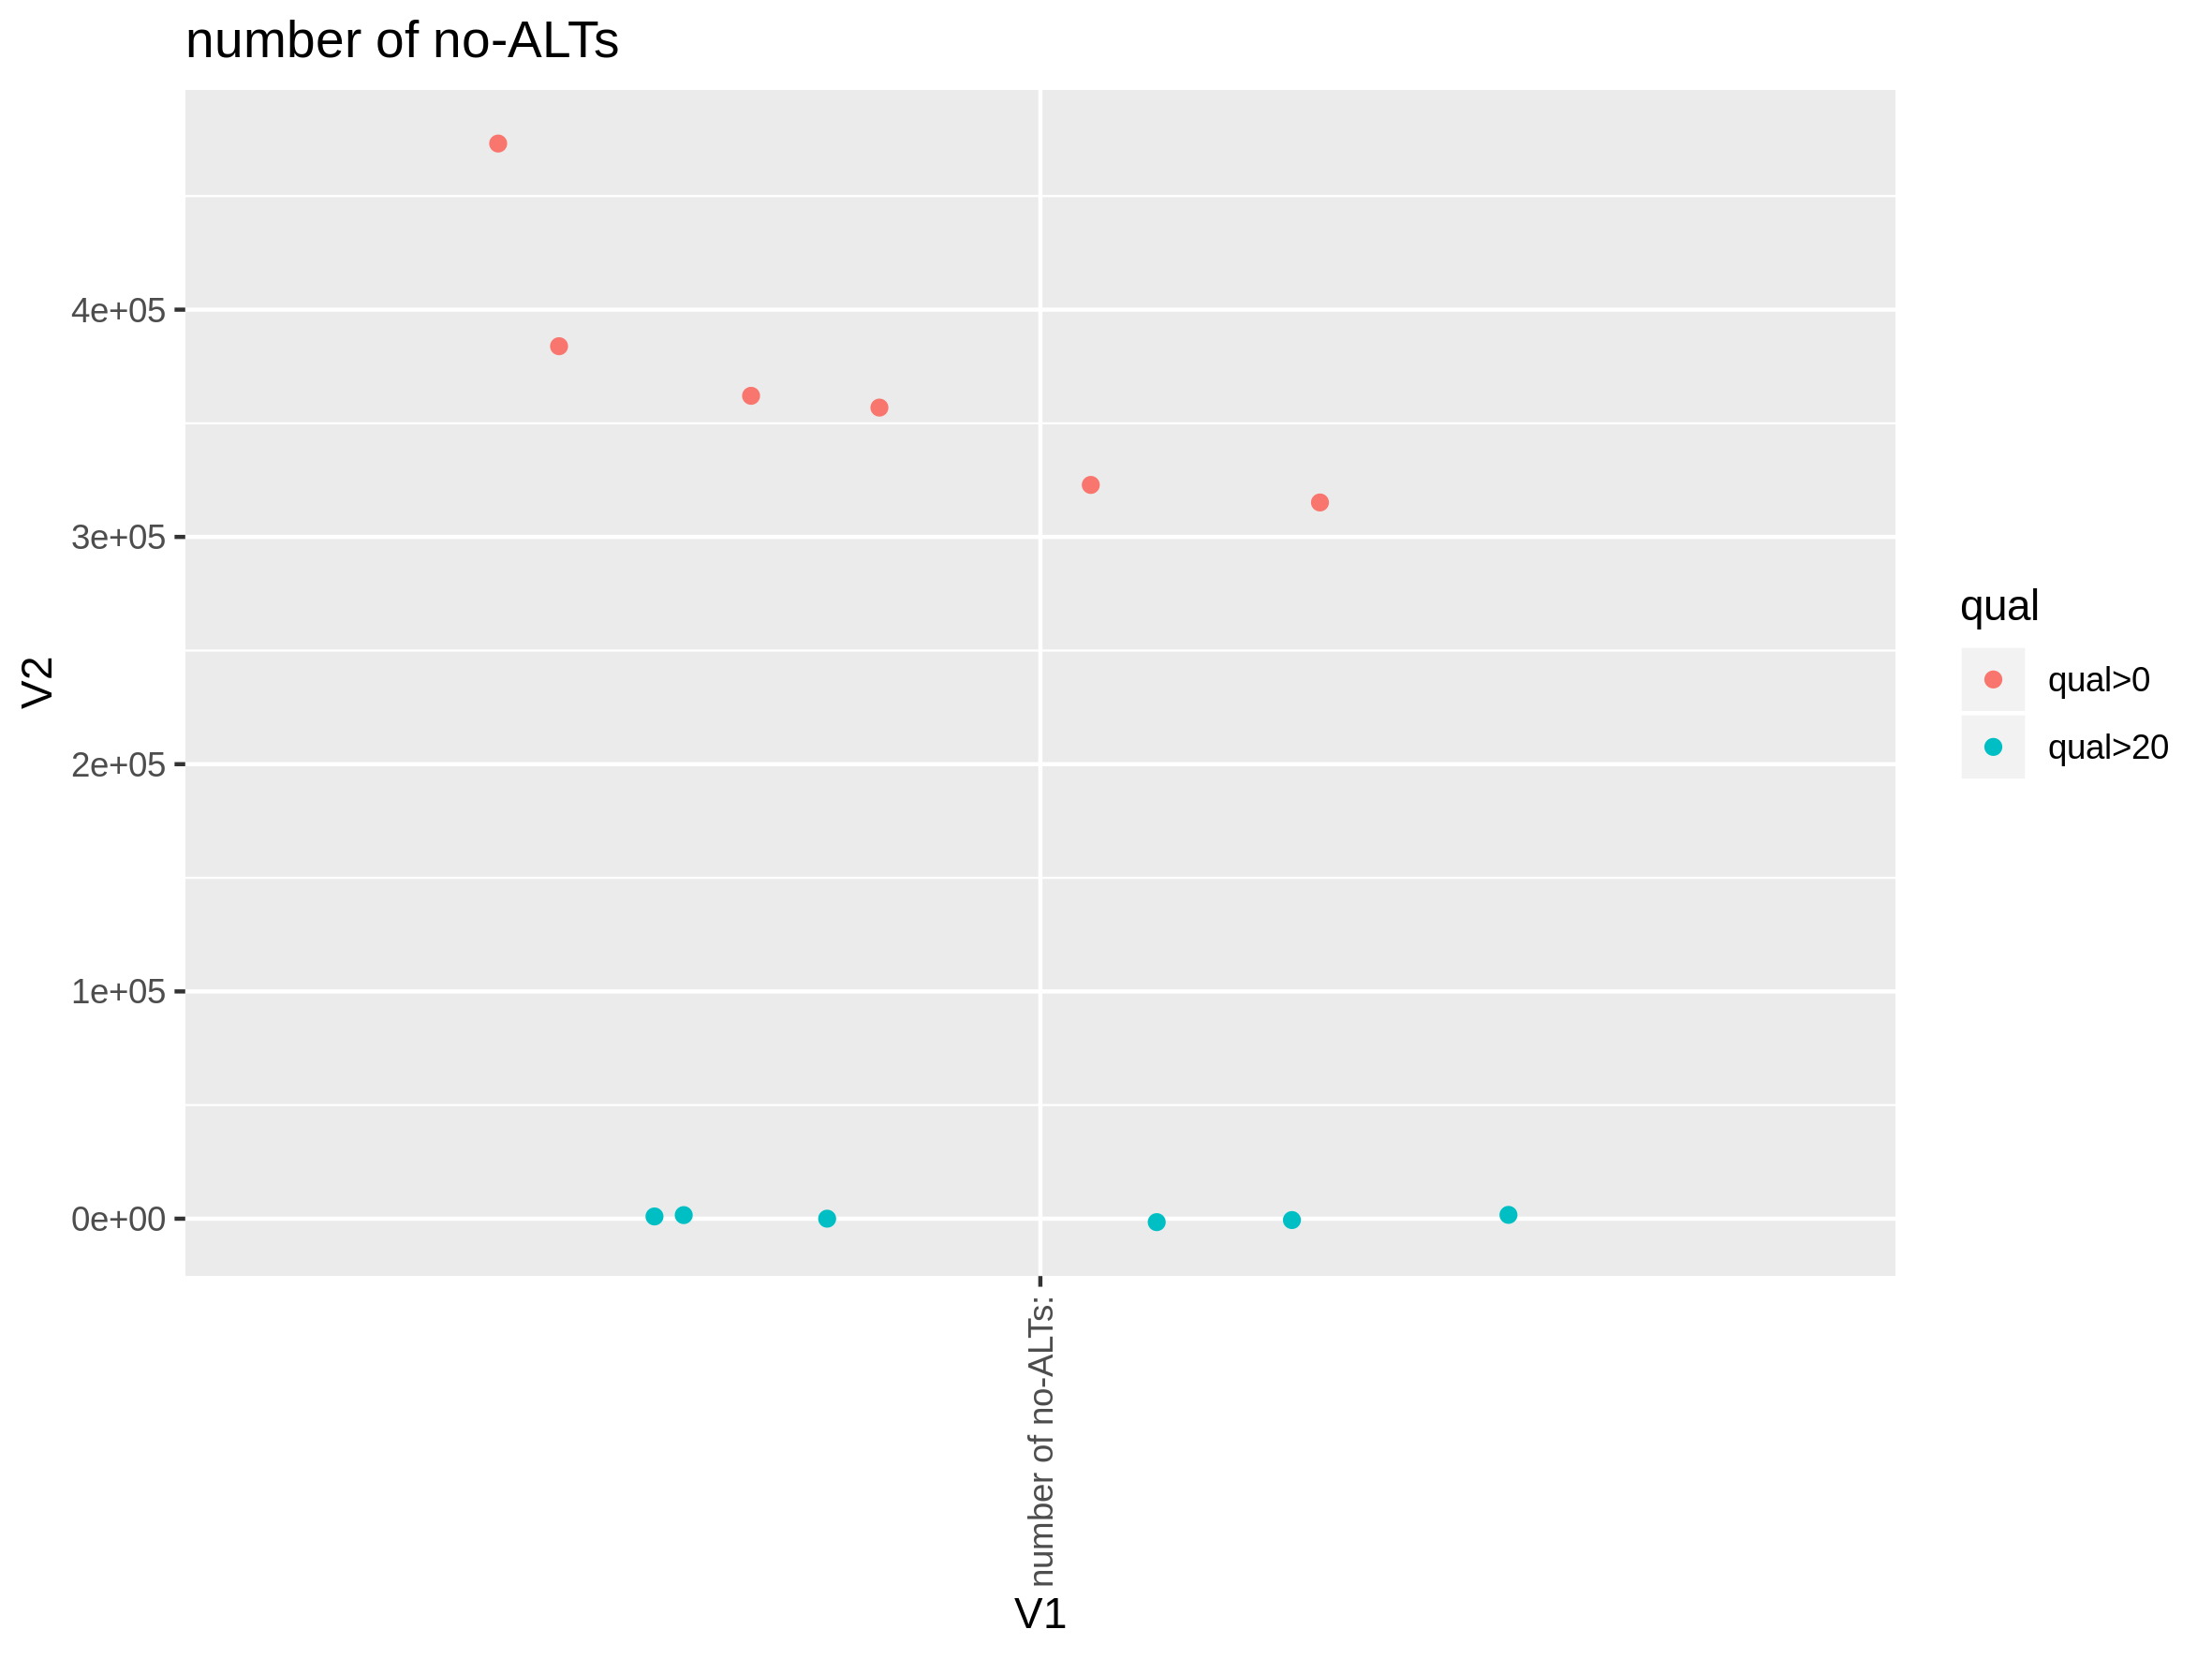 number of no-ALTs
4e+05
3e+05
2e+05
1e+05
0e+00
V2
number of no-ALTs:
V1
qual
qual>0
qual>20